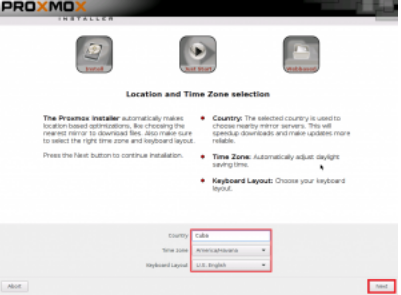 PROXMOX
INSTALLER
Install
Location and Time Zone selection
The Proxmox Installer automatically makes
location based optimizations, like choosing the
nearest mirror to download files. Also make sure
to select the right time zone and keyboard layout.
Press the Next button to continue installation.
Country: The selected country is used to
choose nearby mirror servers. This will
speedup downloads and make updates more
reliable.
Time Zone: Automatically adjust daylight
saving time.
Keyboard Layout: Choose your keyboard
layout.
Country Cuba
Time Zone America/Havana
Keyboard Layout U.S. English
Abort
Next